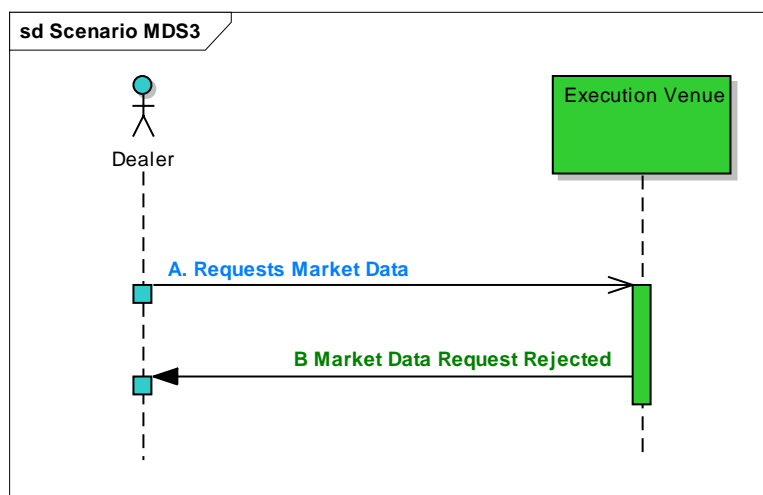 sd Scenario MDS3
Execution Venue
Dealer
A. Requests Market Data
B Market Data Request Rejected